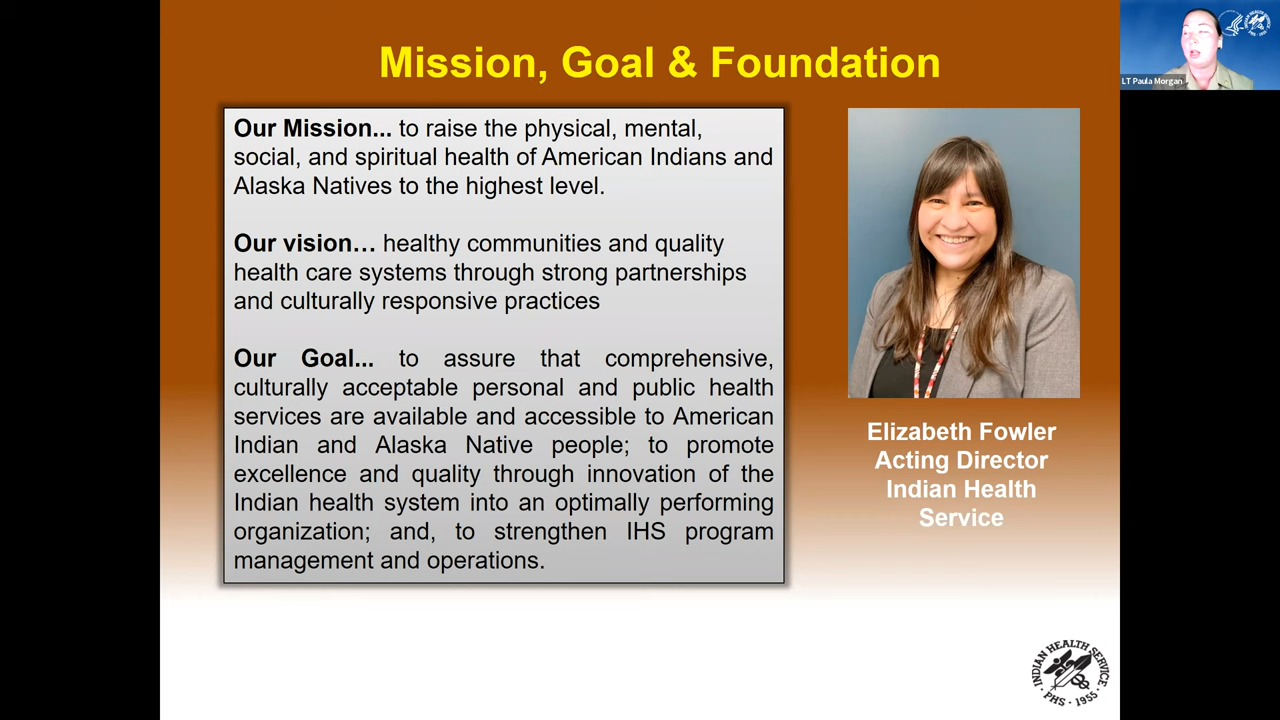 Mission, Goal & Foundation
Our Mission... to raise the physical, mental,
social, and spiritual health of American Indians and
Alaska Natives to the highest level.
Our vision… healthy communities and quality
health care systems through strong partnerships
and culturally responsive practices
Our Goal... to assure that comprehensive,
culturally acceptable personal and public health
services are available and accessible to American
Indian and Alaska Native people; to promote
excellence and quality through innovation of the
Indian health system into an optimally performing
organization; and, to strengthen IHS program
management and operations.
Elizabeth Fowler
Acting Director
Indian Health
Service
LT Paula Morgan
INDIAN HEALTH SERVICE
PHS · 1955